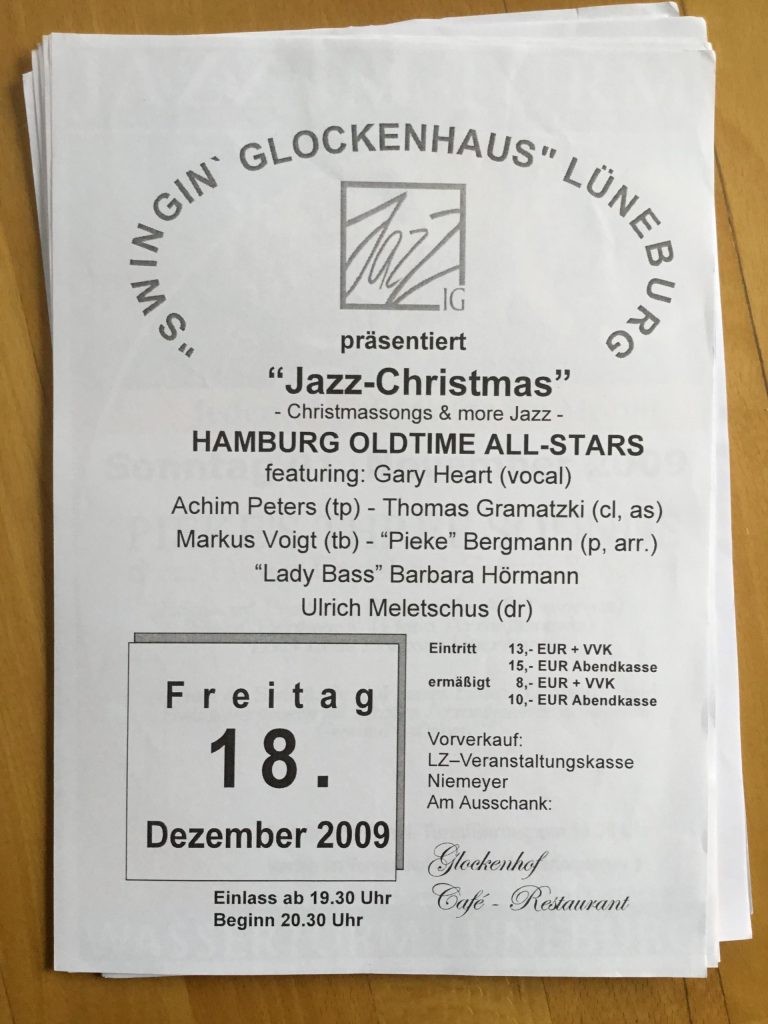 "SWINGIN` GLOCKENHAUS" LÜNEBURG
JAZZ
IG
präsentiert
“Jazz-Christmas”
- Christmassongs & more Jazz -
HAMBURG OLDTIME ALL-STARS
featuring: Gary Heart (vocal)
Achim Peters (tp) - Thomas Gramatzki (cl, as)
Markus Voigt (tb) - “Pieke” Bergmann (p, arr.)
“Lady Bass” Barbara Hörmann
Ulrich Meletschus (dr)
Freitag
18.
Dezember 2009
Einlass ab 19.30 Uhr
Beginn 20.30 Uhr
Eintritt 13,- EUR + VVK
15,- EUR Abendkasse
ermäßigt 8,- EUR + VVK
10,- EUR Abendkasse
Vorverkauf:
LZ–Veranstaltungskasse
Niemeyer
Am Ausschank:
Glockenhof
Café - Restaurant